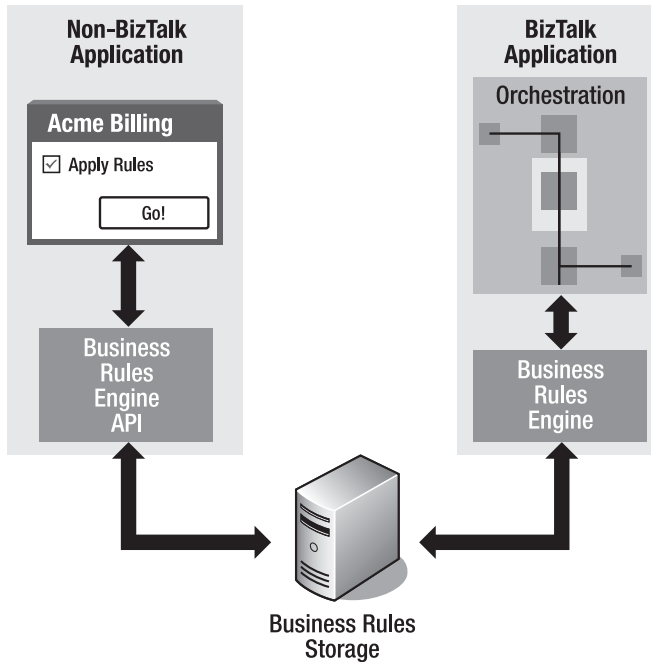 Non-BizTalk
Application
Acme Billing
Apply Rules
Go!
Business
Rules
Engine
API
BizTalk
Application
Orchestration
Business
Rules
Engine
Business Rules
Storage